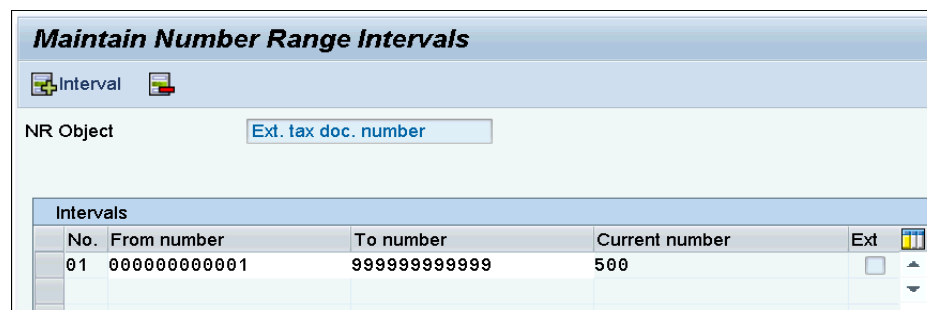 Maintain Number Range Intervals
Interval
NR Object Ext. tax doc. number
Intervals
No. From number To number Current number Ext
01 000000000001 999999999999 500